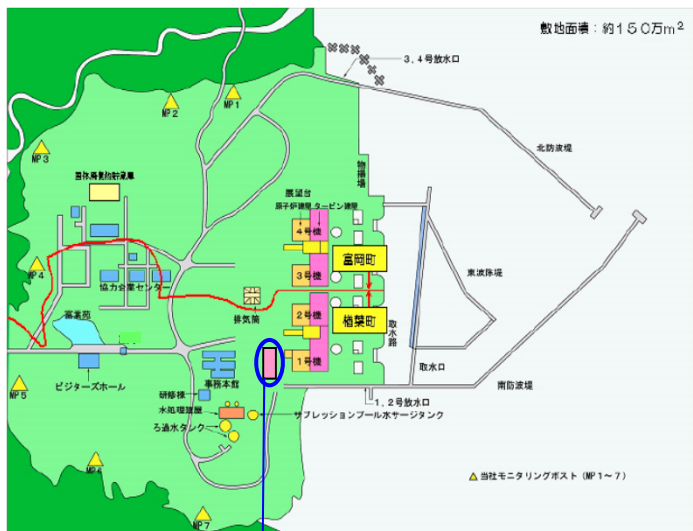 敷地面積：約１５０万m²
３，４号放水口
MP1
MP2
北防波堤
MP3
固体廃棄物貯蔵庫
物揚場
展望台
原子炉建屋
タービン建屋
４号機
富岡町
MP4
協力企業センター
３号機
東波除堤
排気筒
２号機
楢葉町
取水路
１号機
取水口
事務本館
ビジターズホール
南防波堤
MP5
研修棟
１，２号放水口
水処理建屋
サプレッションプール水サージタンク
ろ過水タンク
MP6
当社モニタリングポスト（MP１～７）
MP7